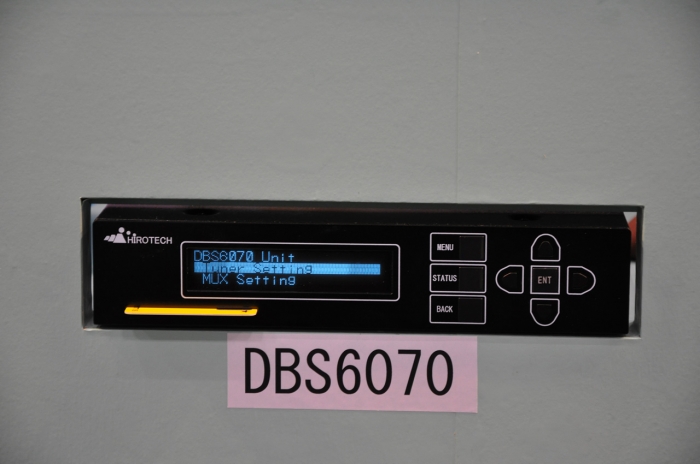 HIROTECH
DBS6070 Unit
Tuner Setting
MUX Setting
MENU
STATUS
BACK
ENT
DBS6070